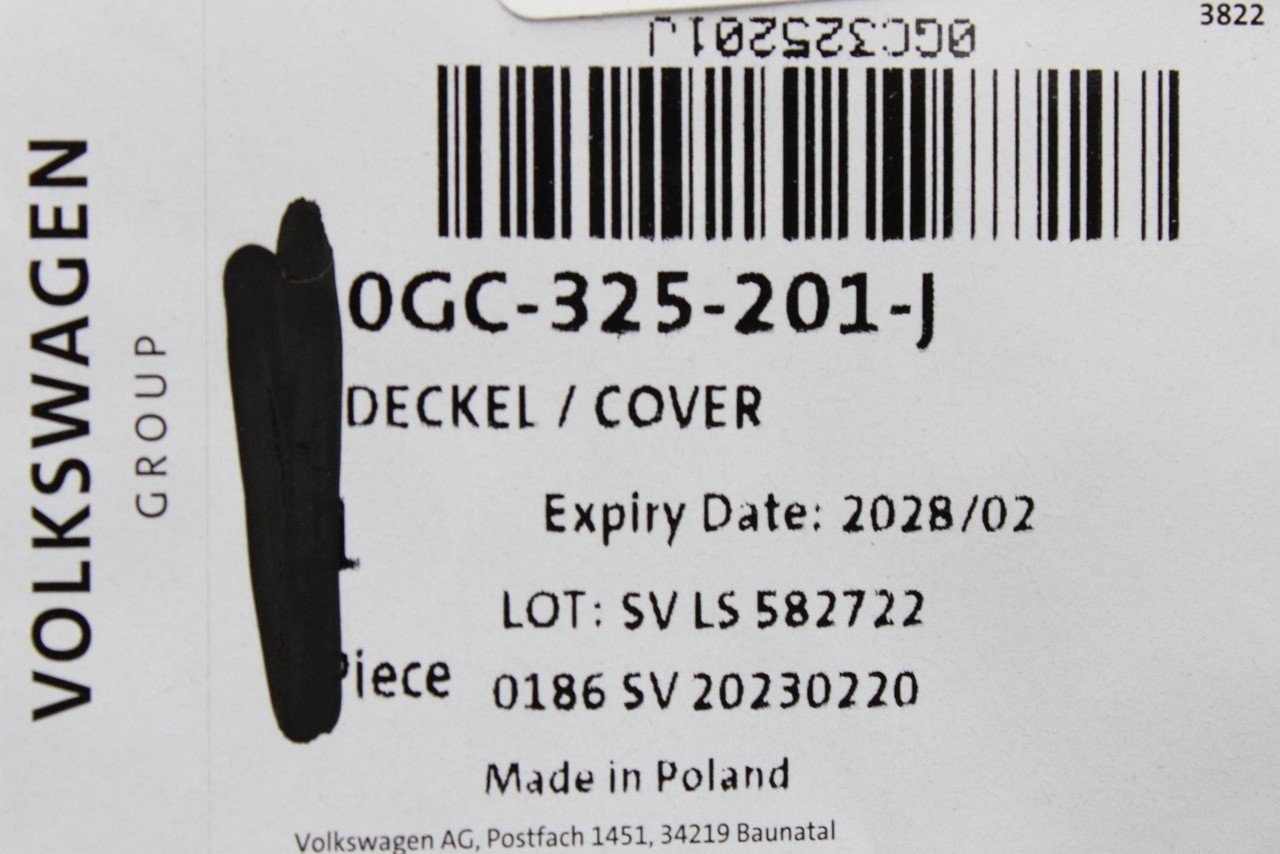 3822
0GC325201J
VOLKSWAGEN
GROUP
0GC-325-201-J
DECKEL / COVER
Expiry Date: 2028/02
LOT: SV LS 582722
Piece 0186 SV 20230220
Made in Poland
Volkswagen AG, Postfach 1451, 34219 Baunatal